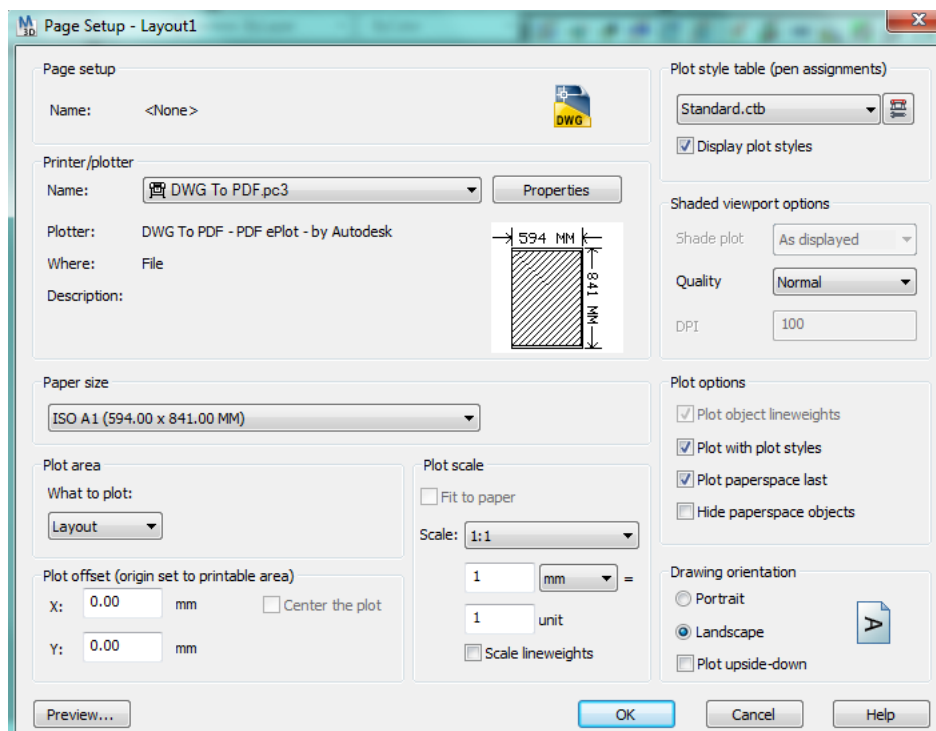 Page Setup - Layout1
Page setup
Name: <None>
DWG
Printer/plotter
Name: DWG To PDF.pc3 Properties
Plotter: DWG To PDF - PDF ePlot - by Autodesk
Where: File
Description:
594 MM
841 MM
Paper size
ISO A1 (594.00 x 841.00 MM)
Plot area
What to plot:
Layout
Plot scale
Fit to paper
Scale: 1:1
1 mm =
1 unit
Scale lineweights
Plot offset (origin set to printable area)
X: 0.00 mm Center the plot
Y: 0.00 mm
Plot style table (pen assignments)
Standard.ctb
Display plot styles
Shaded viewport options
Shade plot As displayed
Quality Normal
DPI 100
Plot options
Plot object lineweights
Plot with plot styles
Plot paperspace last
Hide paperspace objects
Drawing orientation
Portrait
Landscape
A
Plot upside-down
Preview... OK Cancel Help